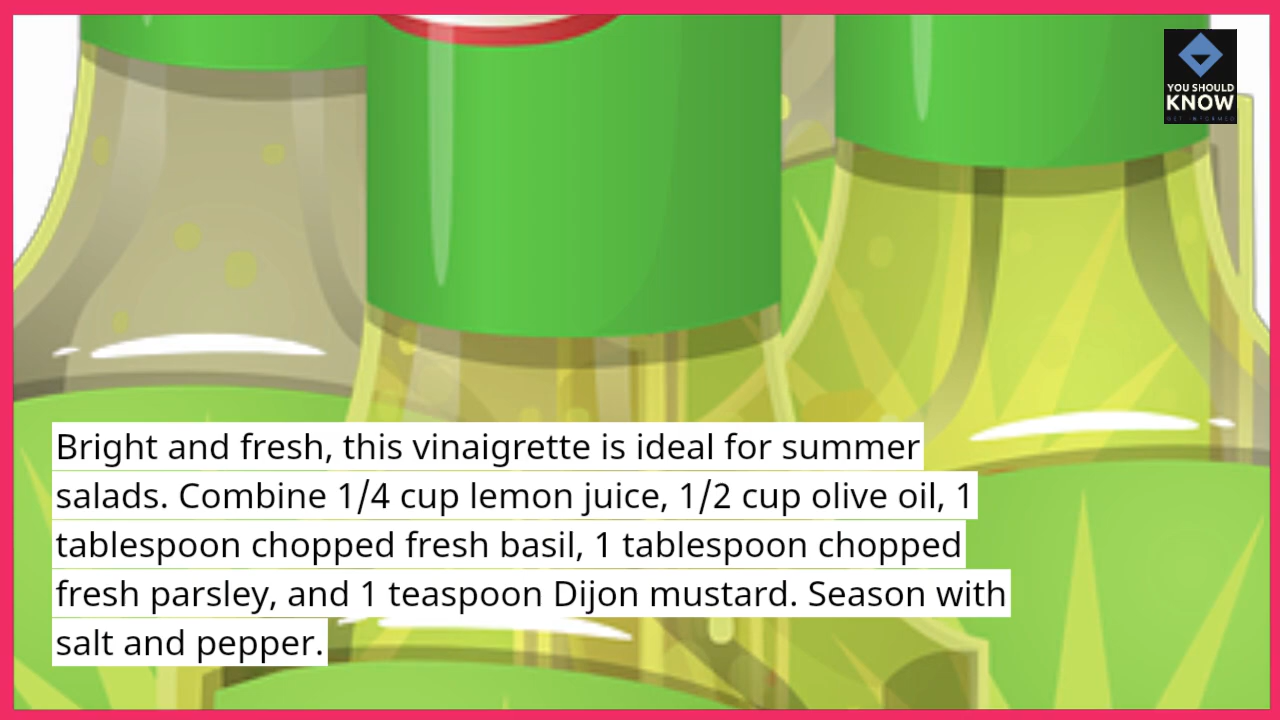 YOU SHOULD
KNOW
GET INFORMED
Bright and fresh, this vinaigrette is ideal for summer
salads. Combine 1/4 cup lemon juice, 1/2 cup olive oil, 1
tablespoon chopped fresh basil, 1 tablespoon chopped
fresh parsley, and 1 teaspoon Dijon mustard. Season with
salt and pepper.